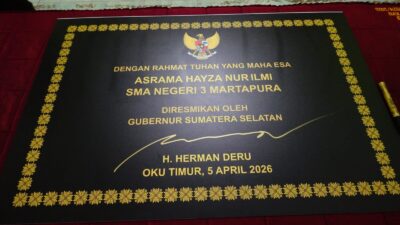 DENGAN RAHMAT TUHAN YANG MAHA ESA
ASRAMA HAYZA NUR ILMI
SMA NEGERI 3 MARTAPURA
DIRESMIKAN OLEH
GUBERNUR SUMATERA SELATAN
H. HERMAN DERU
OKU TIMUR, 5 APRIL 2026